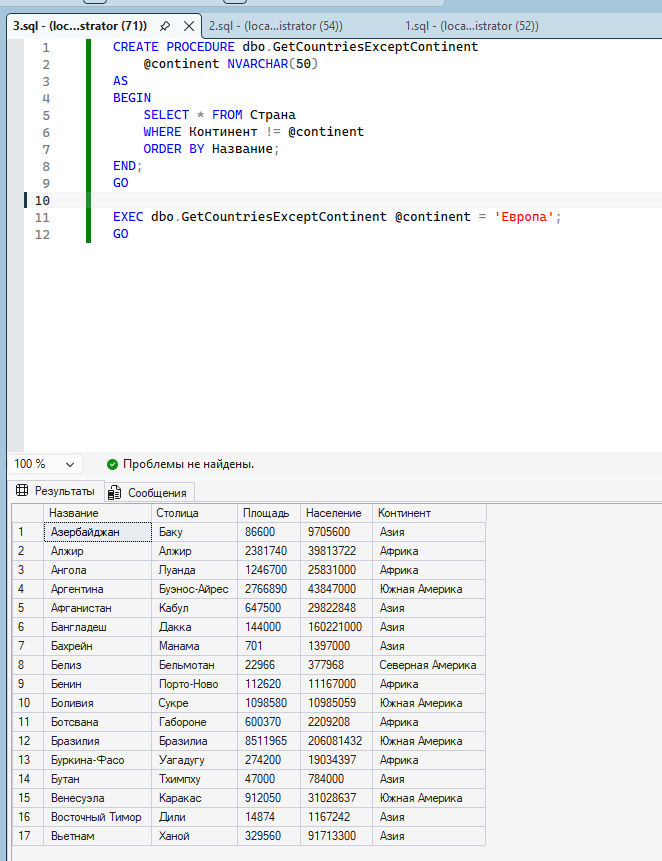 3.sql - (loc...strator (71))
2.sql - (loca...istrator (54))
1.sql - (loca...istrator (52))
1 CREATE PROCEDURE dbo.GetCountriesExceptContinent
2 @continent NVARCHAR(50)
3 AS
4 BEGIN
5 SELECT * FROM Страна
6 WHERE Континент != @continent
7 ORDER BY Название;
8 END;
9 GO
10
11 EXEC dbo.GetCountriesExceptContinent @continent = 'Европа';
12 GO
100 % Проблемы не найдены.
Результаты Сообщения
Название Столица Площадь Население Континент
1 Азербайджан Баку 86600 9705600 Азия
2 Алжир Алжир 2381740 39813722 Африка
3 Ангола Луанда 1246700 25831000 Африка
4 Аргентина Буэнос-Айрес 2766890 43847000 Южная Америка
5 Афганистан Кабул 647500 29822848 Азия
6 Бангладеш Дакка 144000 160221000 Азия
7 Бахрейн Манама 701 1397000 Азия
8 Белиз Бельмотан 22966 377968 Северная Америка
9 Бенин Порто-Ново 112620 11167000 Африка
10 Боливия Сукре 1098580 10985059 Южная Америка
11 Ботсвана Габороне 600370 2209208 Африка
12 Бразилия Бразилиа 8511965 206081432 Южная Америка
13 Буркина-Фасо Уагадугу 274200 19034397 Африка
14 Бутан Тхимпху 47000 784000 Азия
15 Венесуэла Каракас 912050 31028637 Южная Америка
16 Восточный Тимор Дили 14874 1167242 Азия
17 Вьетнам Ханой 329560 91713300 Азия